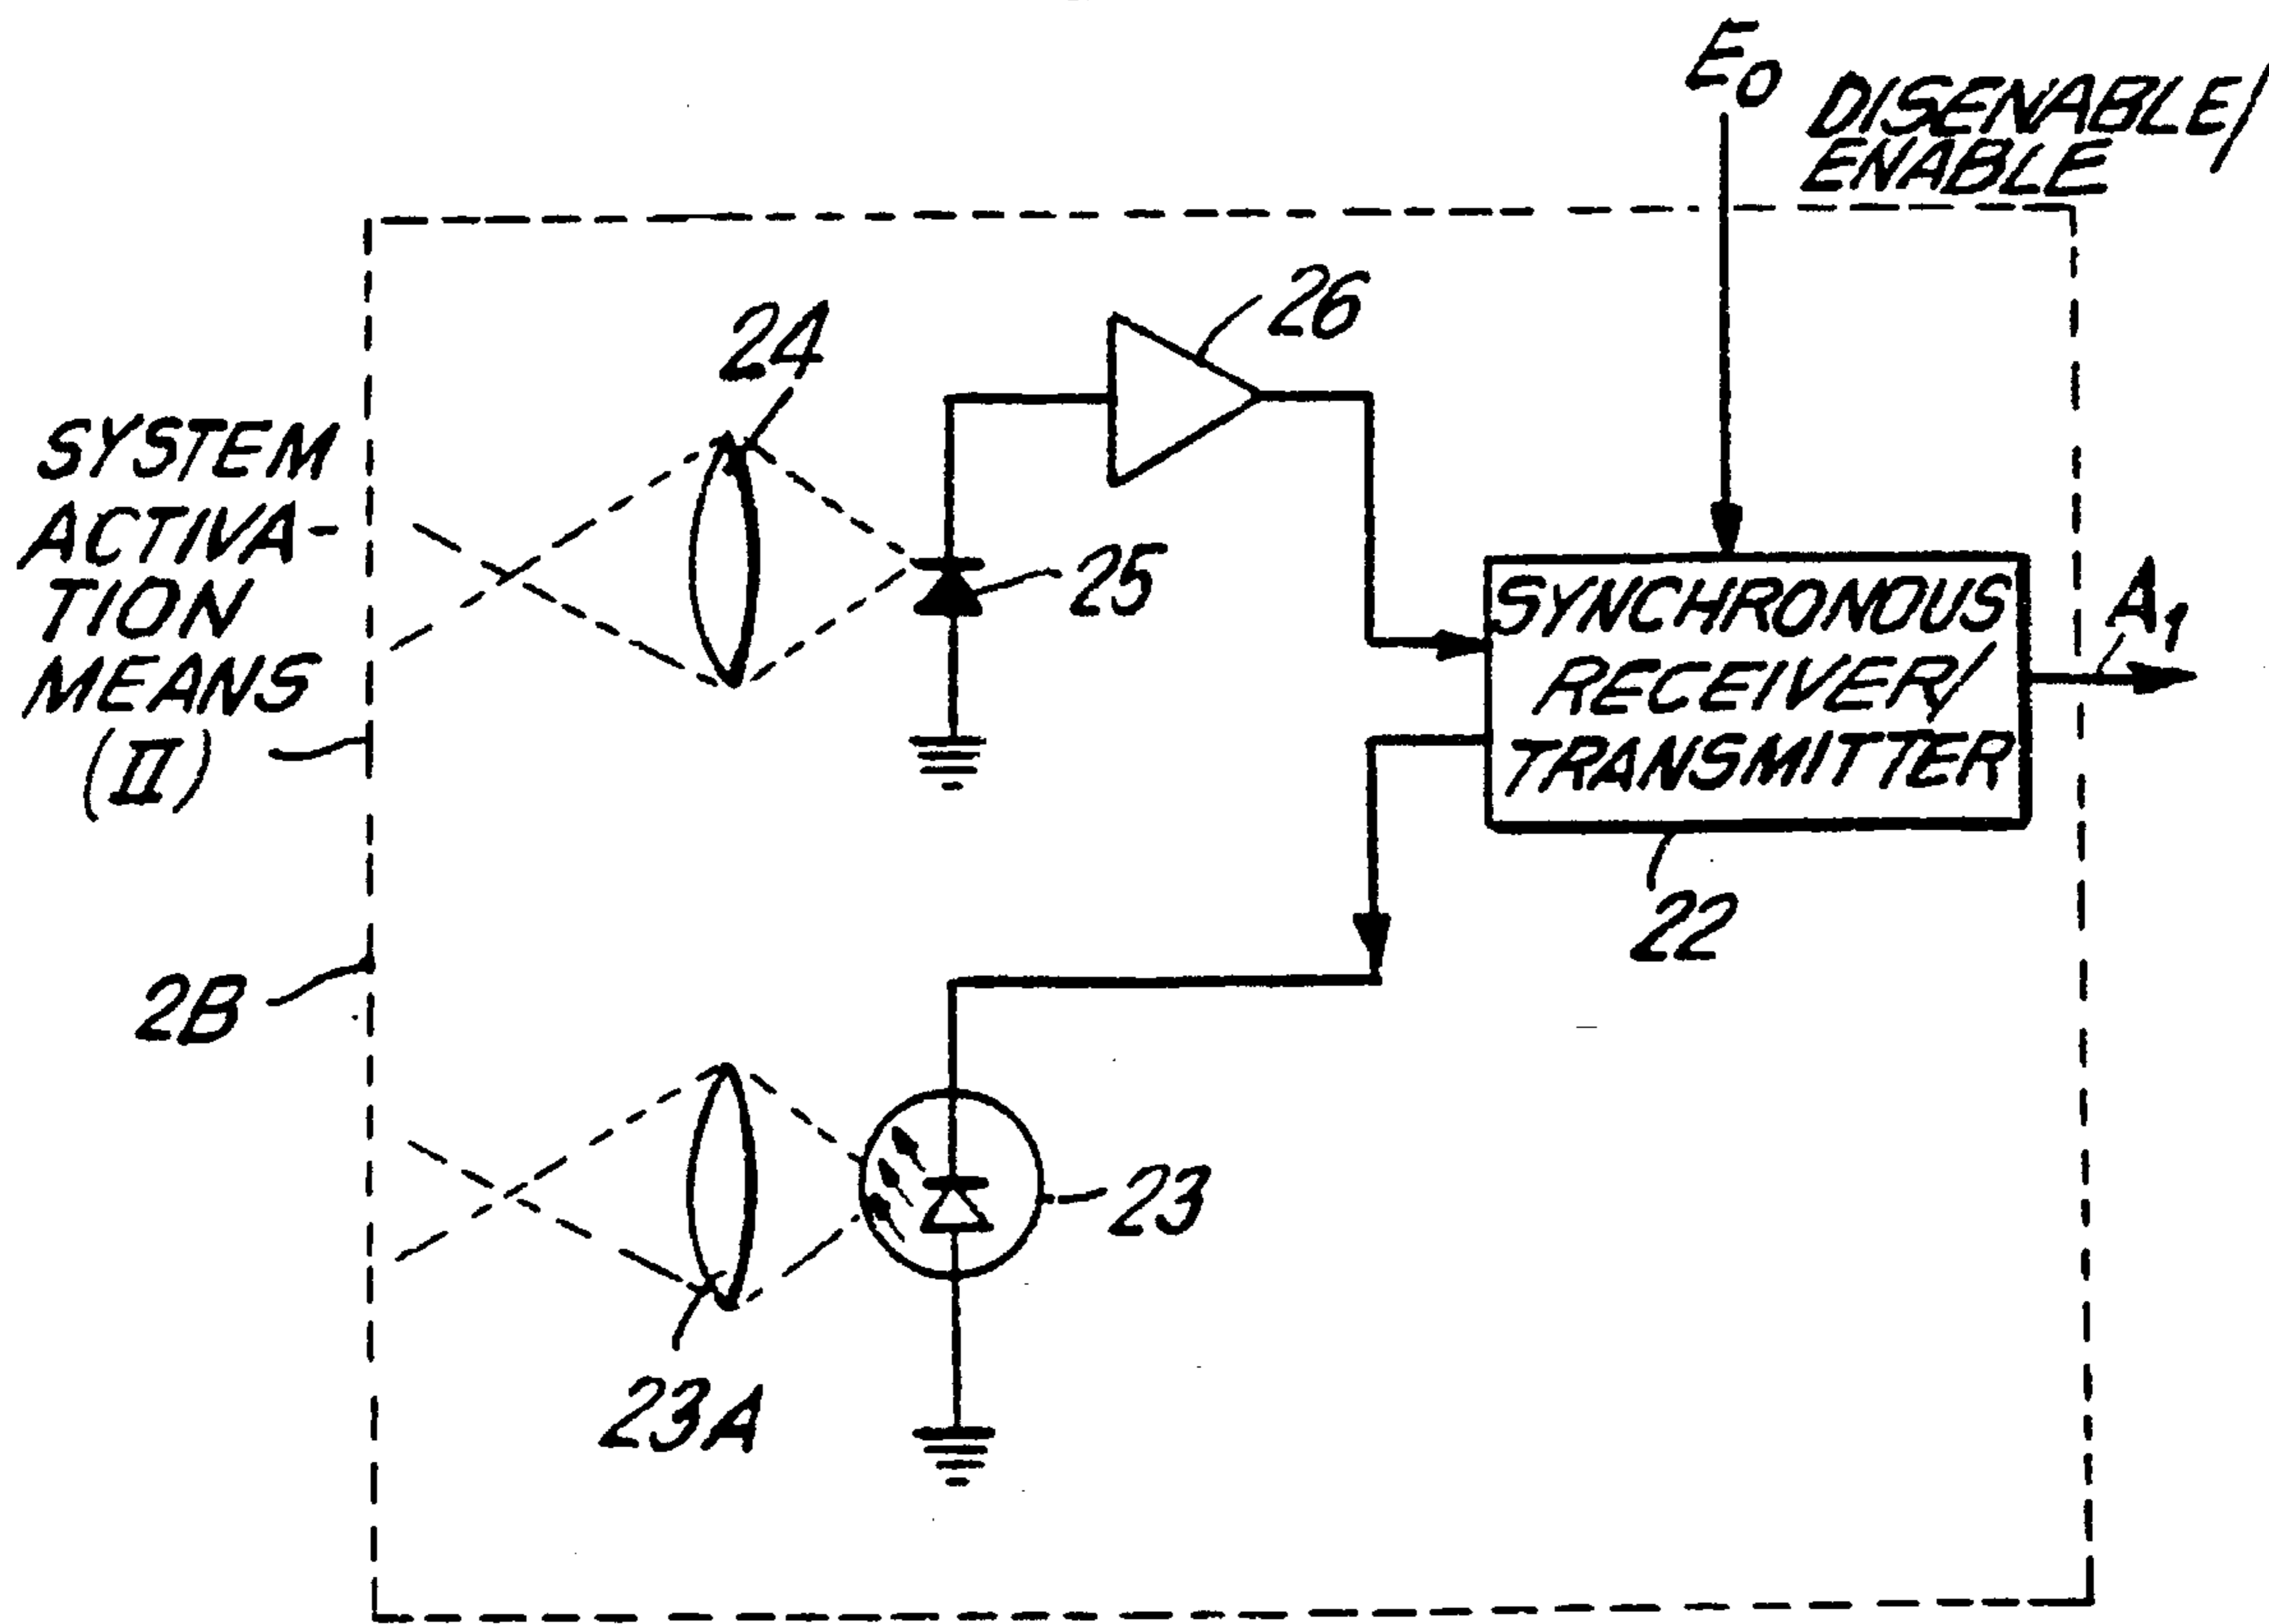 E0
DISENABLE/
ENABLE
26
24
SYSTEM
ACTIVA-
TION
MEANS
(II)
25
SYNCHRONOUS
RECEIVER/
TRANSMITTER
A1
22
2B
23
23A